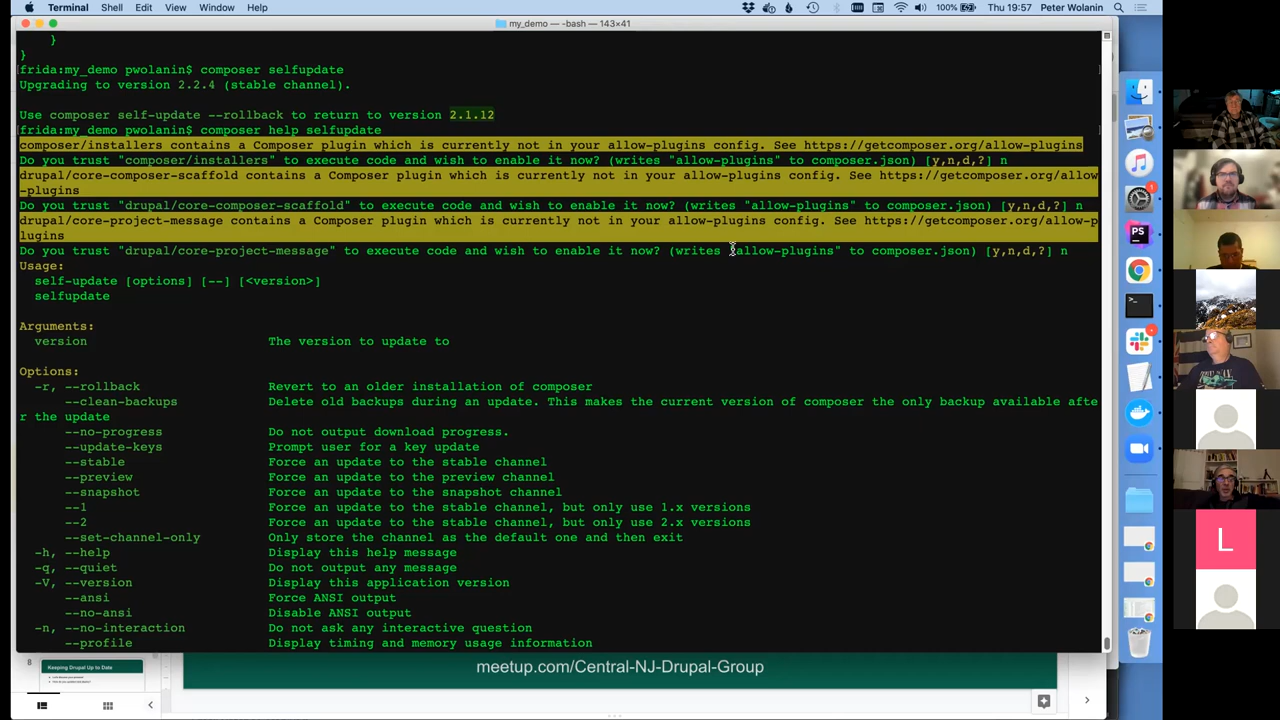 Terminal Shell Edit View Window Help 100% Thu 19:57 Peter Wolanin
my_demo — -bash — 143×41
}
}
[frida:my_demo pwolanin$ composer selfupdate ]
Upgrading to version 2.2.4 (stable channel).
Use composer self-update --rollback to return to version 2.1.12
[frida:my_demo pwolanin$ composer help selfupdate ]
composer/installers contains a Composer plugin which is currently not in your allow-plugins config. See https://getcomposer.org/allow-plugins
Do you trust "composer/installers" to execute code and wish to enable it now? (writes "allow-plugins" to composer.json) [y,n,d,?] n
drupal/core-composer-scaffold contains a Composer plugin which is currently not in your allow-plugins config. See https://getcomposer.org/allow
-plugins
Do you trust "drupal/core-composer-scaffold" to execute code and wish to enable it now? (writes "allow-plugins" to composer.json) [y,n,d,?] n
drupal/core-project-message contains a Composer plugin which is currently not in your allow-plugins config. See https://getcomposer.org/allow-p
lugins
Do you trust "drupal/core-project-message" to execute code and wish to enable it now? (writes "allow-plugins" to composer.json) [y,n,d,?] n
Usage:
self-update [options] [--] [<version>]
selfupdate
Arguments:
version The version to update to
Options:
-r, --rollback Revert to an older installation of composer
--clean-backups Delete old backups during an update. This makes the current version of composer the only backup available afte
r the update
--no-progress Do not output download progress.
--update-keys Prompt user for a key update
--stable Force an update to the stable channel
--preview Force an update to the preview channel
--snapshot Force an update to the snapshot channel
--1 Force an update to the stable channel, but only use 1.x versions
--2 Force an update to the stable channel, but only use 2.x versions
--set-channel-only Only store the channel as the default one and then exit
-h, --help Display this help message
-q, --quiet Do not output any message
-V, --version Display this application version
--ansi Force ANSI output
--no-ansi Disable ANSI output
-n, --no-interaction Do not ask any interactive question
--profile Display timing and memory usage information
8 Keeping Drupal Up to Date
meetup.com/Central-NJ-Drupal-Group
PS
L